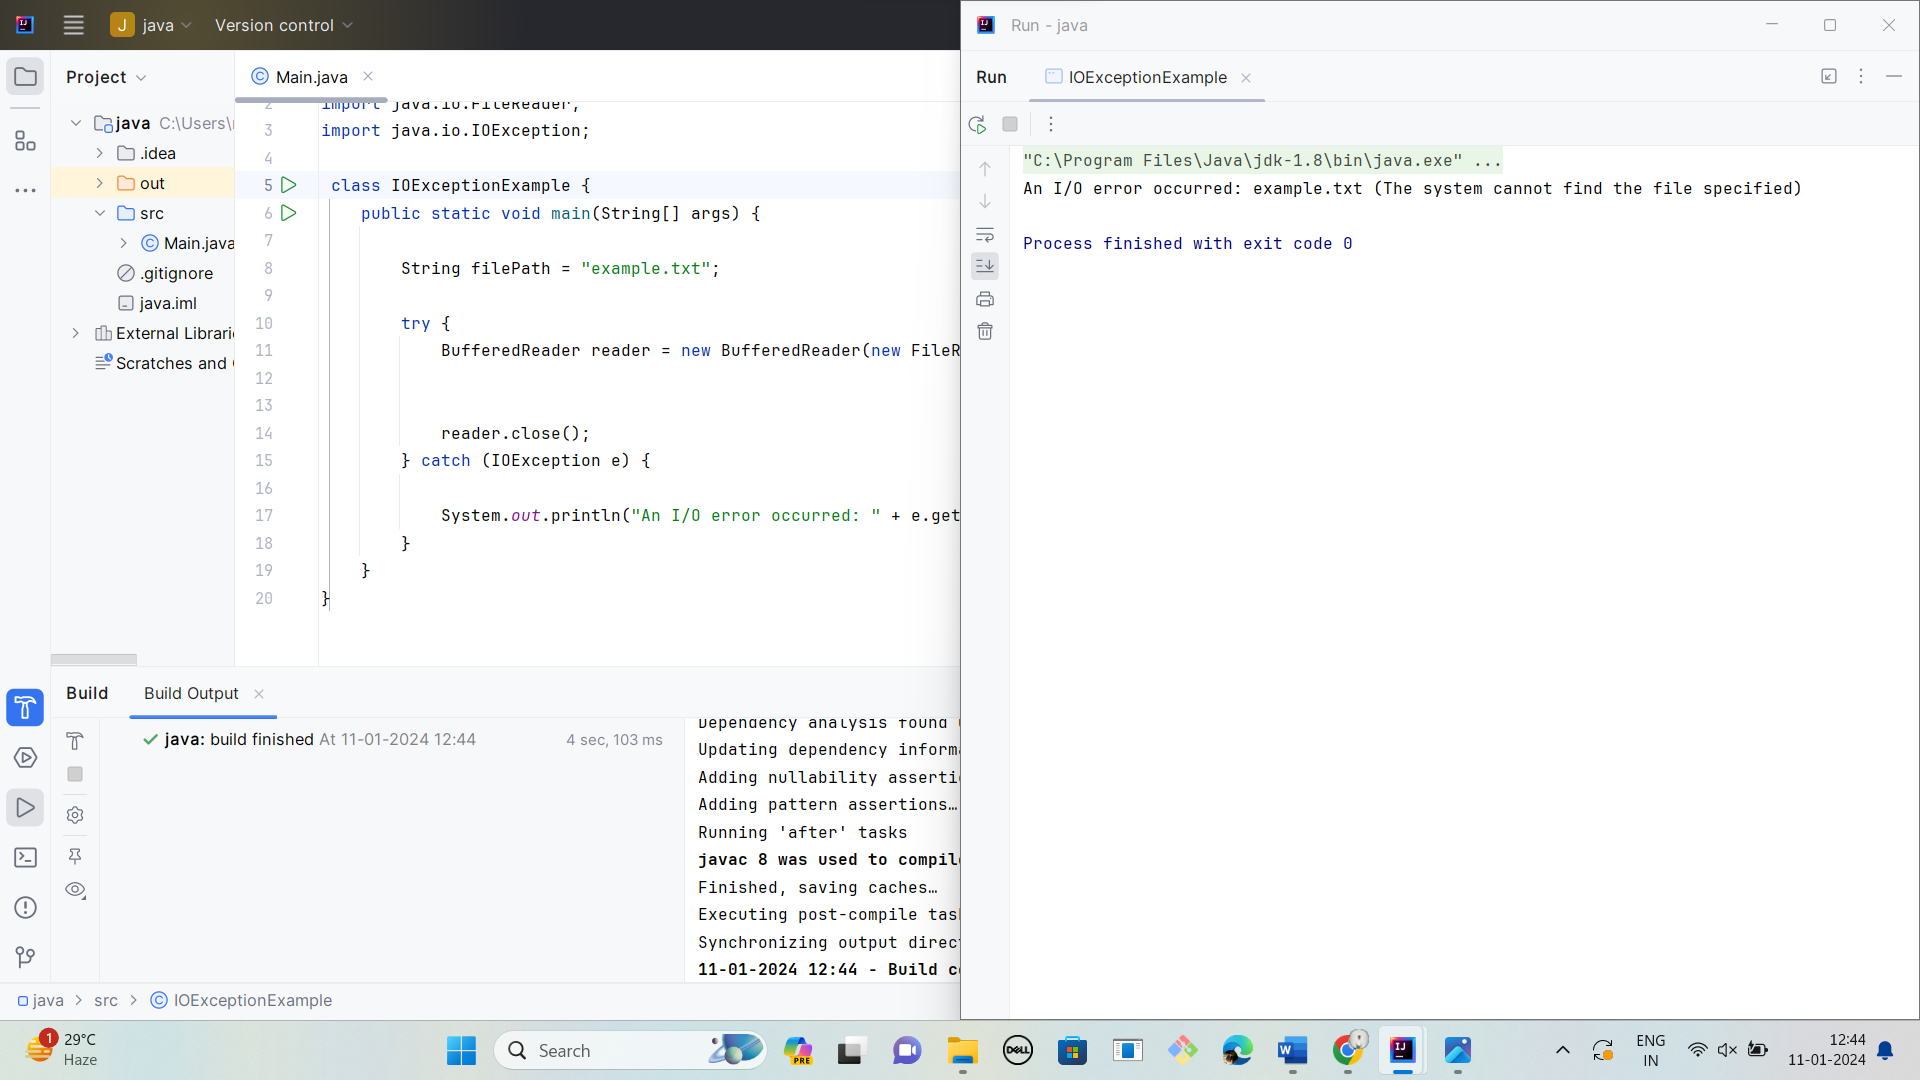 java
Version control
Project
java C:\Users\
.idea
out
src
Main.java
.gitignore
java.iml
External Librari
Scratches and
Main.java
2 import java.io.FileReader;
3 import java.io.IOException;
4
5 class IOExceptionExample {
6 public static void main(String[] args) {
7
8 String filePath = "example.txt";
9
10 try {
11 BufferedReader reader = new BufferedReader(new FileR
12
13
14 reader.close();
15 } catch (IOException e) {
16
17 System.out.println("An I/O error occurred: " + e.get
18 }
19 }
20 }
Build
Build Output
java: build finished At 11-01-2024 12:44 4 sec, 103 ms
Dependency analysis found
Updating dependency inform
Adding nullability asserti
Adding pattern assertions…
Running 'after' tasks
javac 8 was used to compil
Finished, saving caches…
Executing post-compile tas
Synchronizing output direc
11-01-2024 12:44 - Build c
java > src > IOExceptionExample
Run - java
Run
IOExceptionExample
"C:\Program Files\Java\jdk-1.8\bin\java.exe" ...
An I/O error occurred: example.txt (The system cannot find the file specified)
Process finished with exit code 0
1
29°C
Haze
Search
PRE
DELL
ENG
IN
12:44
11-01-2024